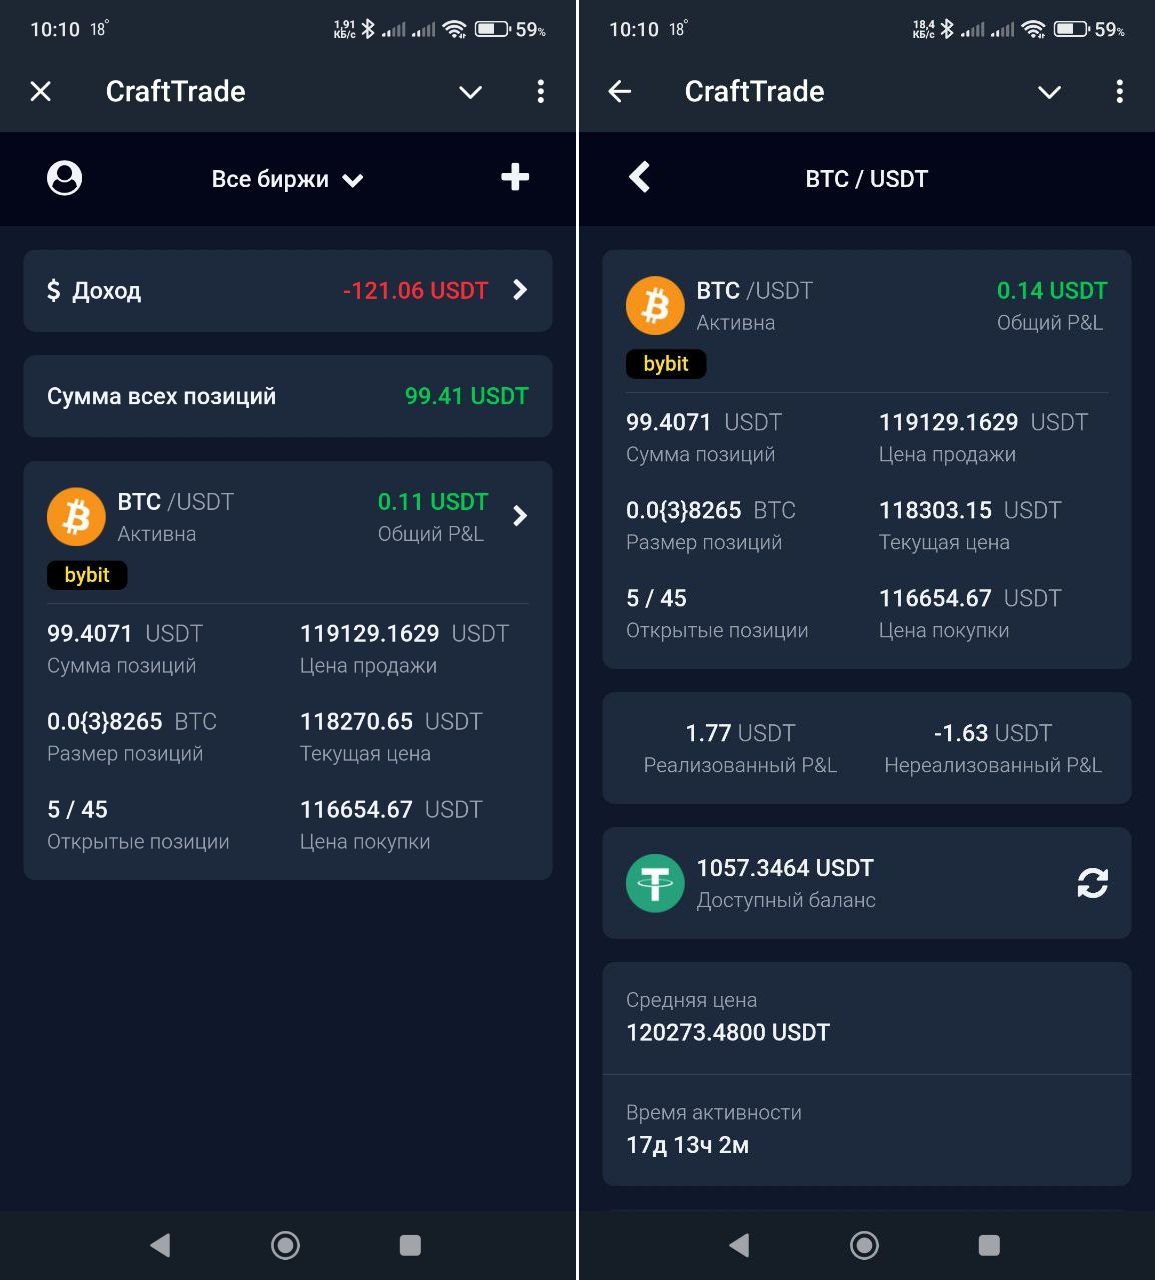 10:10 18° 1,91 КБ/с 59%
CraftTrade
Все биржи
$ Доход -121.06 USDT
Сумма всех позиций 99.41 USDT
BTC /USDT 0.11 USDT
Активна Общий P&L
bybit
99.4071 USDT 119129.1629 USDT
Сумма позиций Цена продажи
0.0{3}8265 BTC 118270.65 USDT
Размер позиций Текущая цена
5 / 45 116654.67 USDT
Открытые позиции Цена покупки
10:10 18° 18,4 КБ/с 59%
CraftTrade
BTC / USDT
BTC /USDT 0.14 USDT
Активна Общий P&L
bybit
99.4071 USDT 119129.1629 USDT
Сумма позиций Цена продажи
0.0{3}8265 BTC 118303.15 USDT
Размер позиций Текущая цена
5 / 45 116654.67 USDT
Открытые позиции Цена покупки
1.77 USDT -1.63 USDT
Реализованный P&L Нереализованный P&L
1057.3464 USDT
Доступный баланс
Средняя цена
120273.4800 USDT
Время активности
17д 13ч 2м